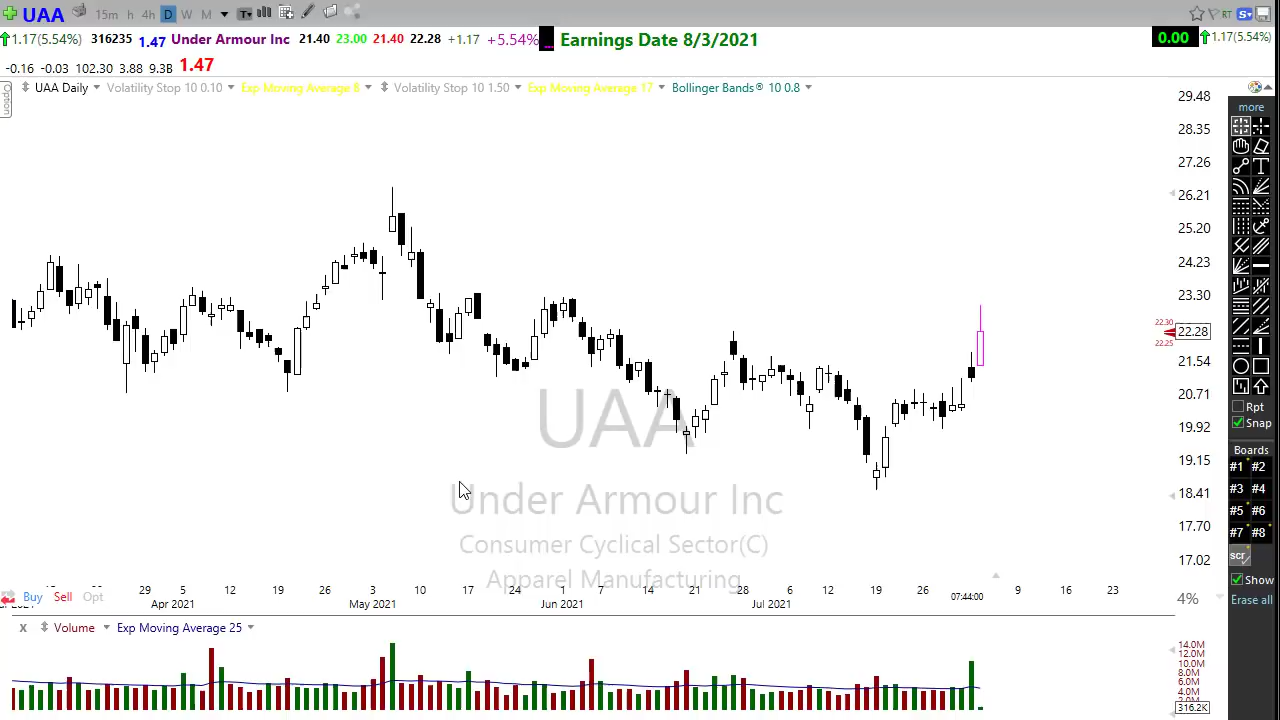 UAA 15m h 4h D W M T RT S
1.17(5.54%) 316235 1.47 Under Armour Inc 21.40 23.00 21.40 22.28 +1.17 +5.54% ... Earnings Date 8/3/2021 0.00 1.17(5.54%)
-0.16 -0.03 102.30 3.88 9.3B 1.47
Option
UAA Daily Volatility Stop 10 0.10 Exp Moving Average 8 Volatility Stop 10 1.50 Exp Moving Average 17 Bollinger Bands® 10 0.8
29.48
28.35
27.26
26.21
25.20
24.23
23.30
22.30
22.28
22.25
21.54
20.71
19.92
19.15
18.41
17.70
17.02
UAA
Under Armour Inc
Consumer Cyclical Sector(C)
Apparel Manufacturing
more
T
Rpt
Snap
Boards
#1 #2
#3 #4
#5 #6
#7 #8
scr
Show
Erase all
29 5 12 19 26 3 10 17 24 1 7 14 21 28 6 12 19 26 07:44:00 9 16 23
Apr 2021 May 2021 Jun 2021 Jul 2021
Buy Sell Opt
4%
x Volume Exp Moving Average 25
14.0M
12.0M
10.0M
8.0M
6.0M
4.0M
316.2K